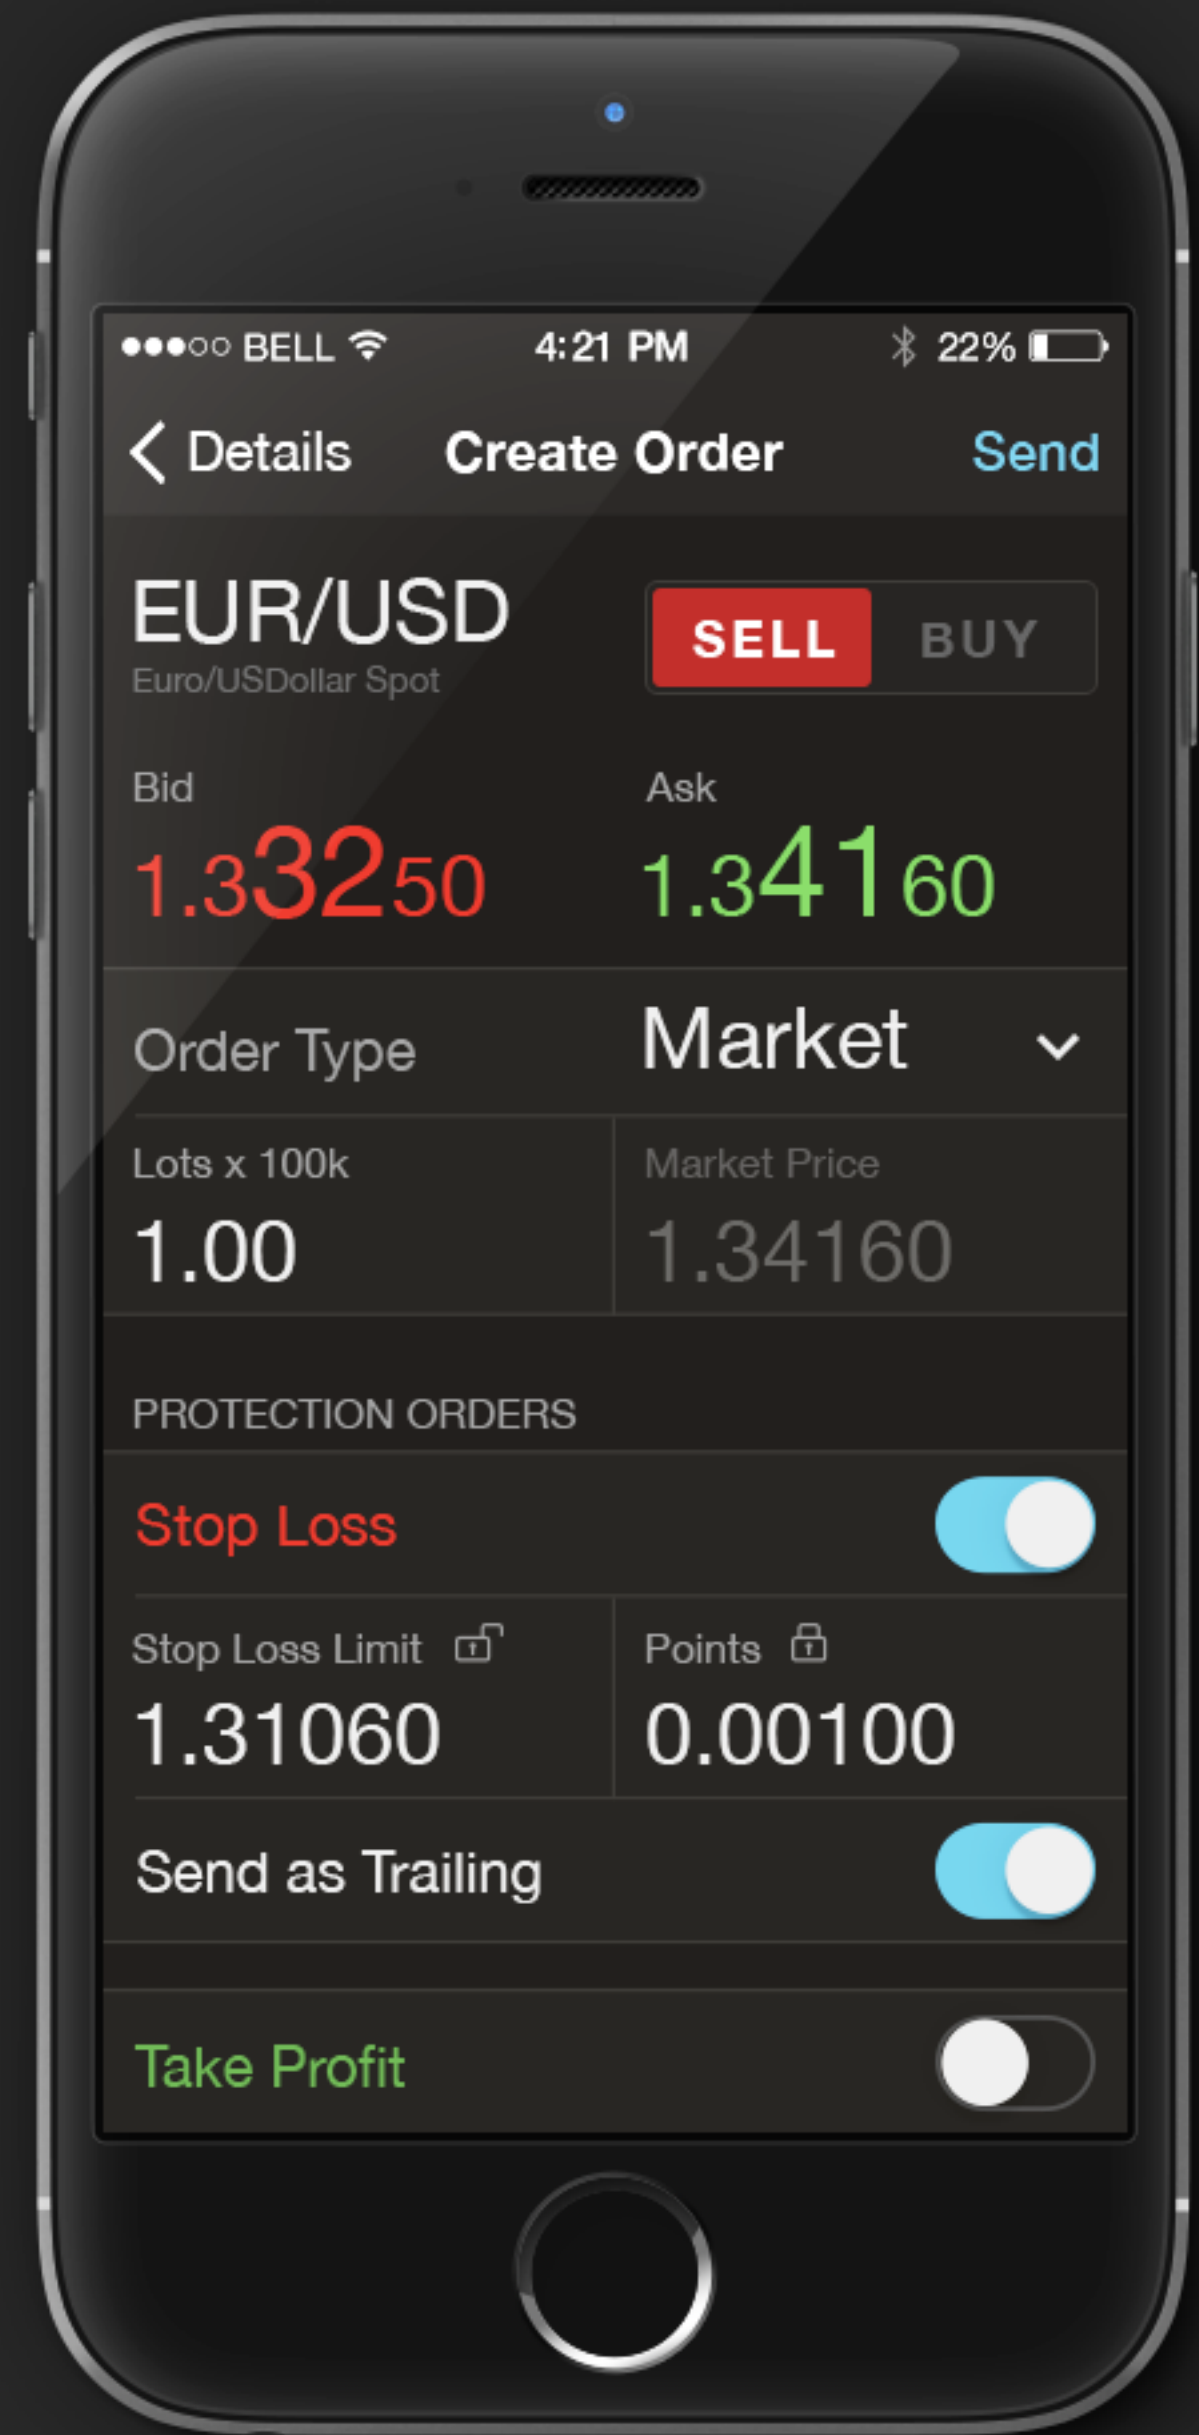 BELL 4:21 PM 22%
Details Create Order Send
EUR/USD SELL BUY
Euro/USDollar Spot
Bid Ask
1.33250 1.34160
Order Type Market
Lots x 100k Market Price
1.00 1.34160
PROTECTION ORDERS
Stop Loss
Stop Loss Limit Points
1.31060 0.00100
Send as Trailing
Take Profit